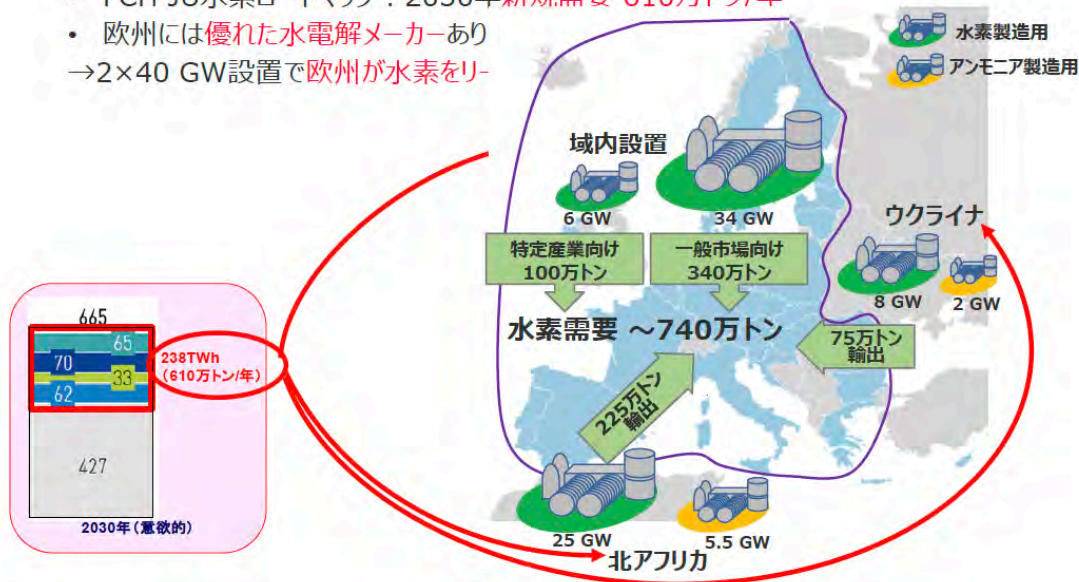 • 欧州には優れた水電解メーカーあり
→2×40 GW設置で欧州が水素をリー
水素製造用
アンモニア製造用
域内設置
6 GW
34 GW
特定産業向け
100万トン
一般市場向け
340万トン
ウクライナ
8 GW
2 GW
水素需要 ～740万トン
75万トン
輸出
225万トン
輸出
25 GW
5.5 GW
北アフリカ
665
65
70
33
62
427
238TWh
(610万トン/年)
2030年(意欲的)